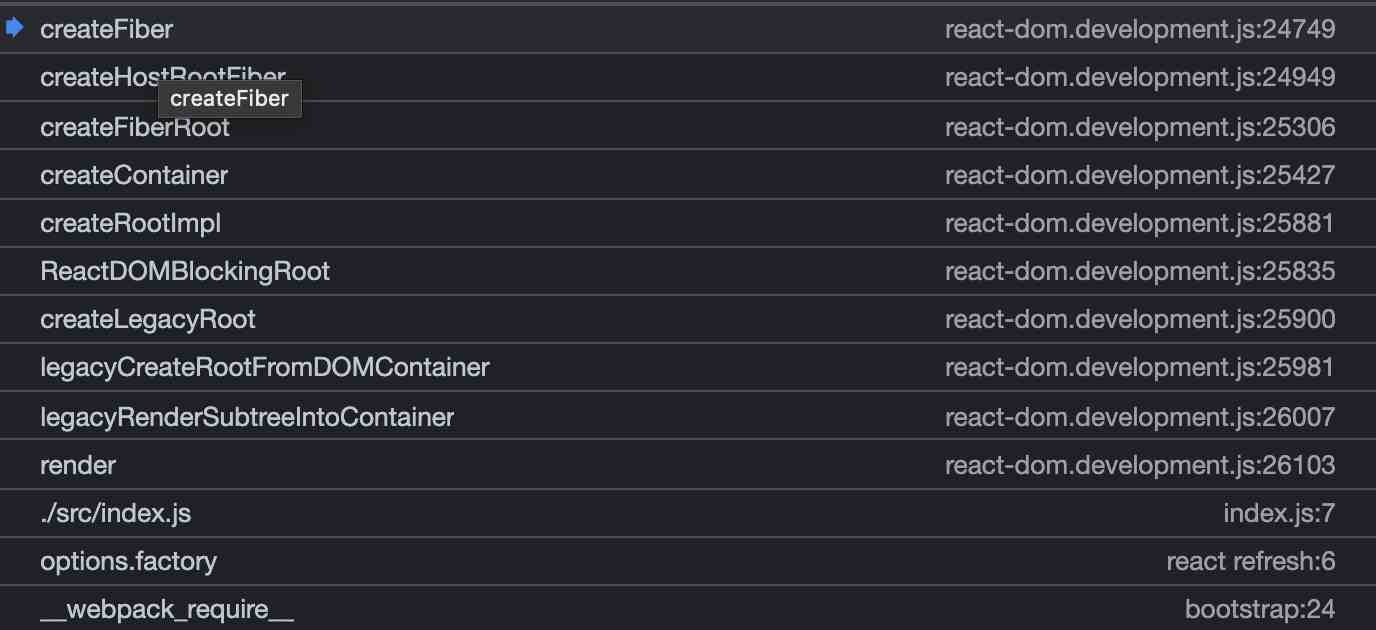 createFiber react-dom.development.js:24749
createHostRootFiber react-dom.development.js:24949
createFiber
createFiberRoot react-dom.development.js:25306
createContainer react-dom.development.js:25427
createRootImpl react-dom.development.js:25881
ReactDOMBlockingRoot react-dom.development.js:25835
createLegacyRoot react-dom.development.js:25900
legacyCreateRootFromDOMContainer react-dom.development.js:25981
legacyRenderSubtreeIntoContainer react-dom.development.js:26007
render react-dom.development.js:26103
./src/index.js index.js:7
options.factory react refresh:6
__webpack_require__ bootstrap:24